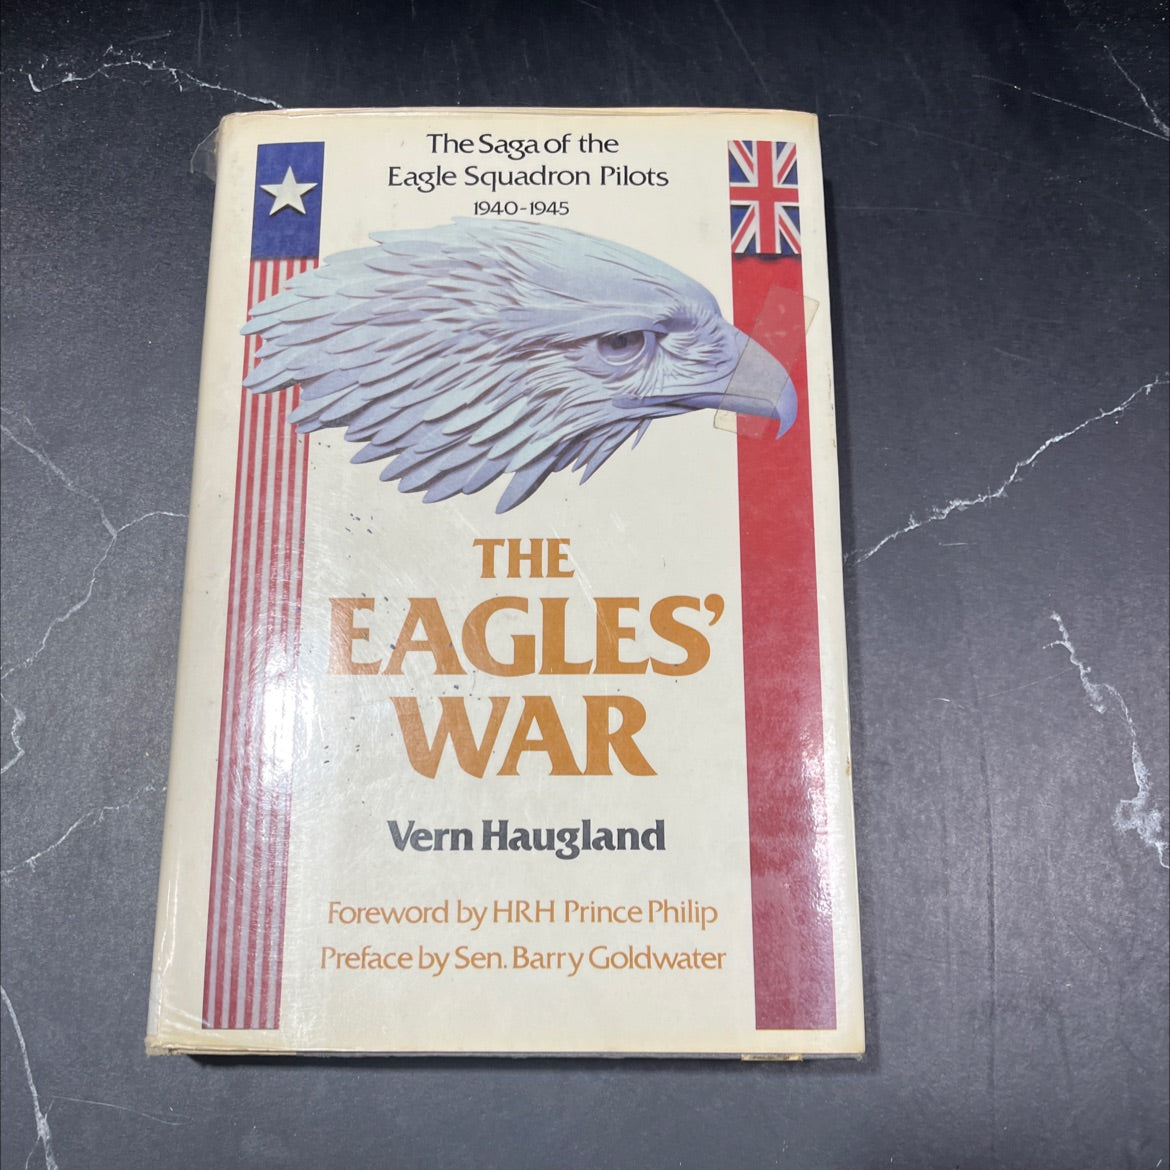 The Saga of the
Eagle Squadron Pilots
1940-1945
THE
EAGLES'
WAR
Vern Haugland
Foreword by HRH Prince Philip
Preface by Sen. Barry Goldwater